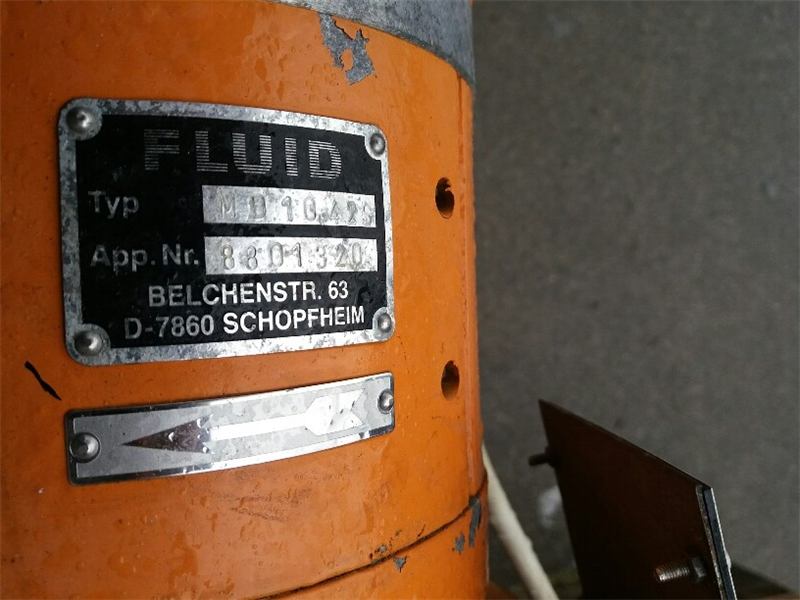 FLUID
Typ
App. Nr. 8801320
BELCHENSTR. 63
D-7860 SCHOPFHEIM